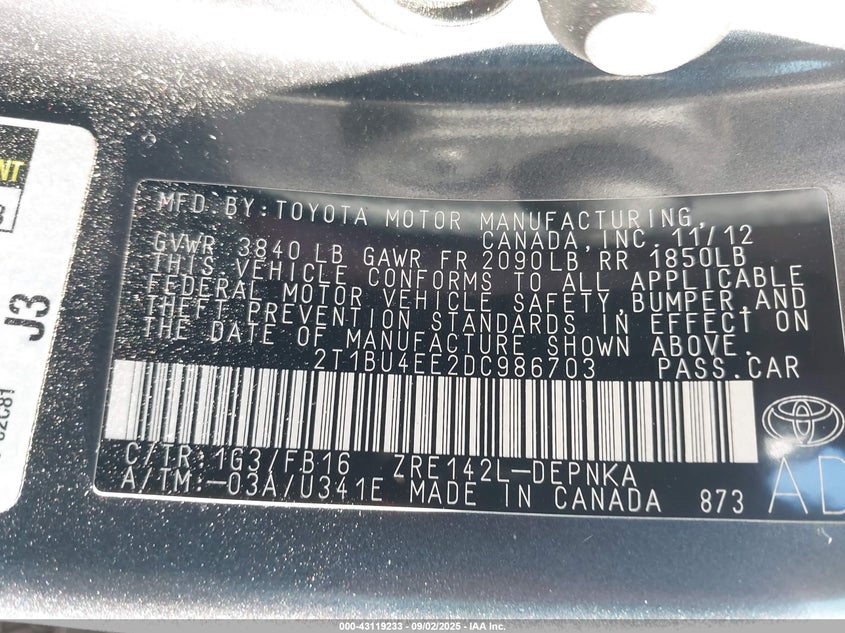 NT
J3
02C81
MFD BY:TOYOTA MOTOR MANUFACTURING,
CANADA,INC. 11/12
GVWR 3840 LB GAWR FR 2090LB RR 1850LB
THIS VEHICLE CONFORMS TO ALL APPLICABLE
FEDERAL MOTOR VEHICLE SAFETY,BUMPER,AND
THEFT PREVENTION STANDARDS IN EFFECT ON
THE DATE OF MANUFACTURE SHOWN ABOVE.
2T1BU4EE2DC986703 PASS.CAR
C/TR 1G3/FB16 ZRE142L-DEPNKA
A/TM -03A/U341E MADE IN CANADA 873
AD
000-43119233 - 09/02/2025 - IAA Inc.